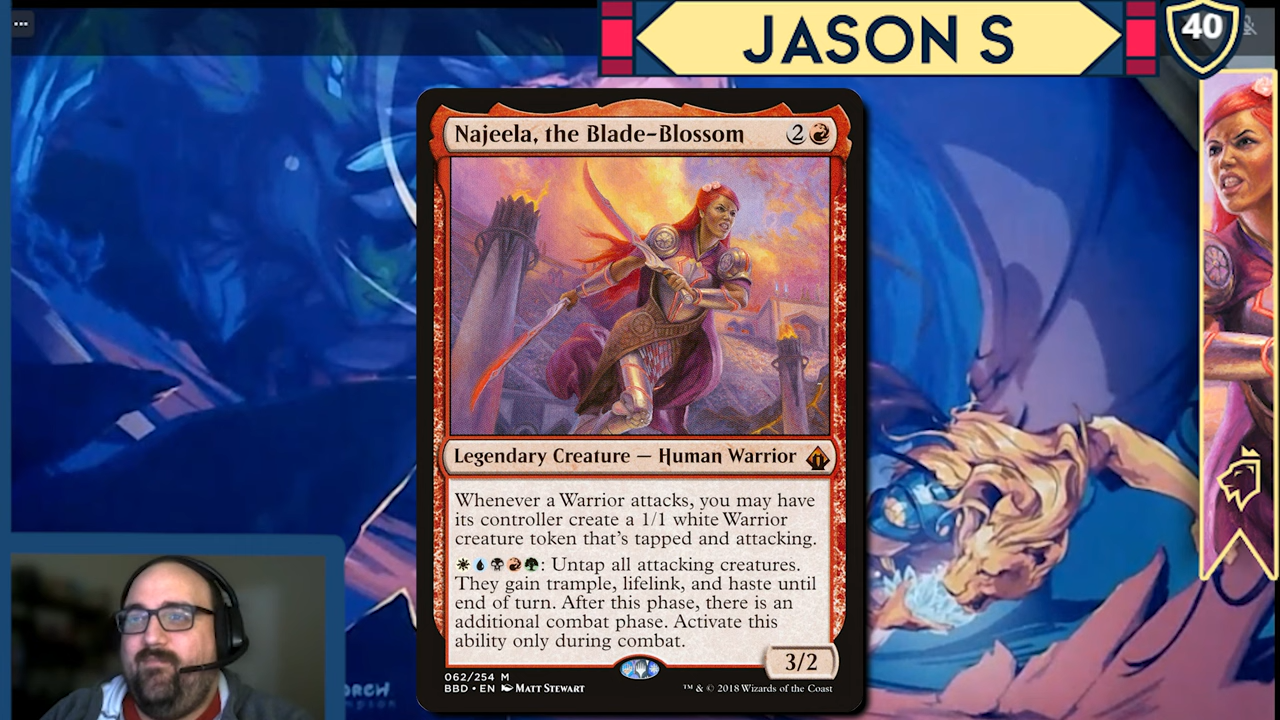 ...
JASON S
40
Najeela, the Blade-Blossom 2
Legendary Creature — Human Warrior
Whenever a Warrior attacks, you may have
its controller create a 1/1 white Warrior
creature token that's tapped and attacking.
: Untap all attacking creatures.
They gain trample, lifelink, and haste until
end of turn. After this phase, there is an
additional combat phase. Activate this
ability only during combat.
3/2
062/254 M
BBD • EN Matt Stewart
™ & © 2018 Wizards of the Coast